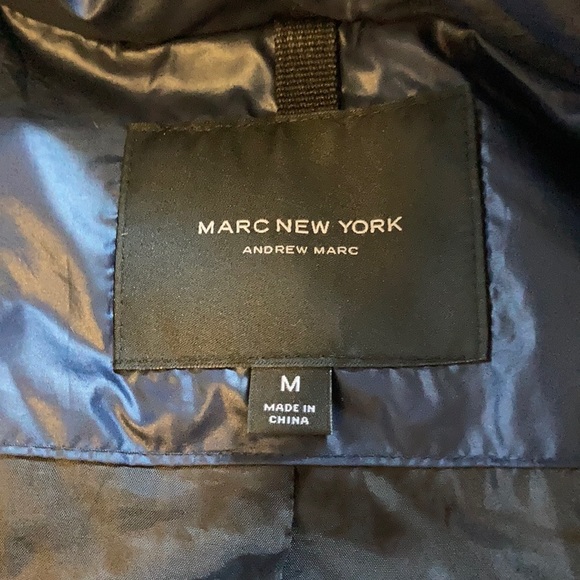 MARC NEW YORK
ANDREW MARC
M
MADE IN
CHINA